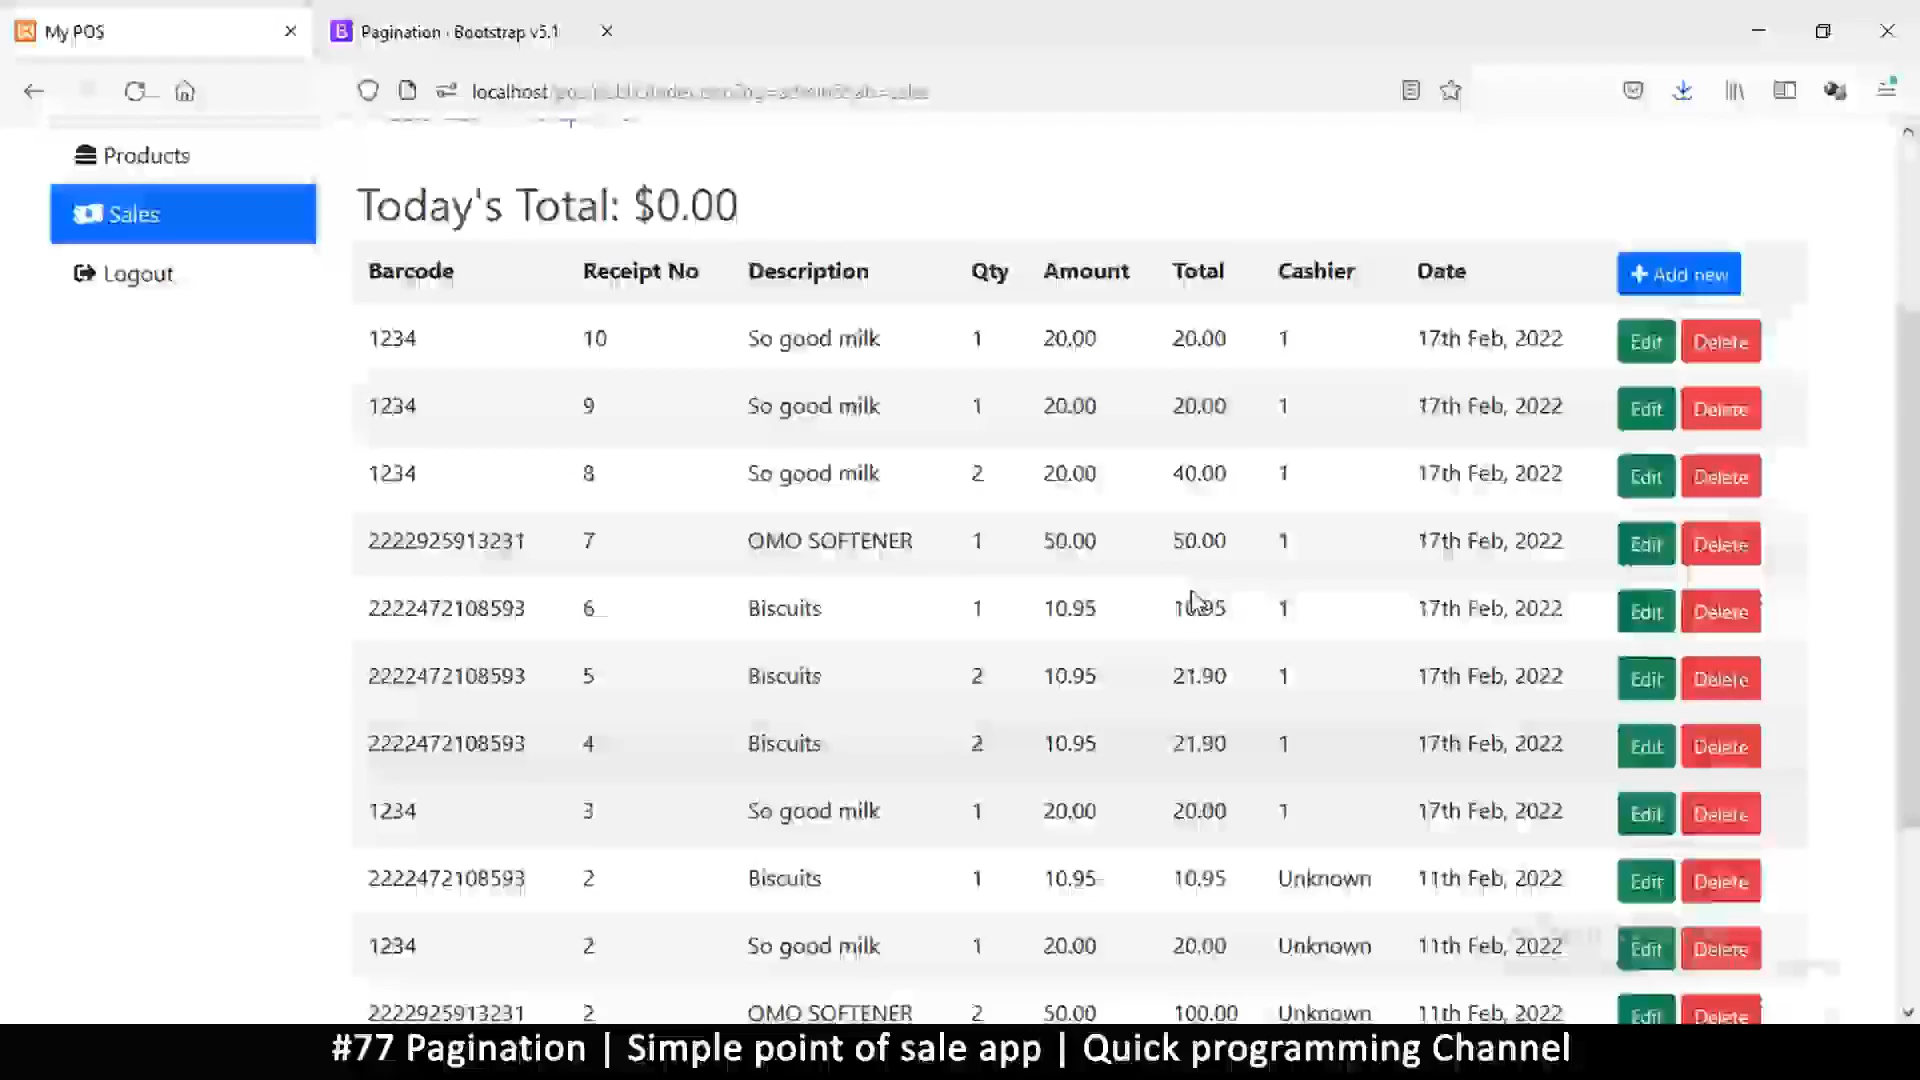 My POS
Pagination · Bootstrap v5.1
localhost
Products
Sales
Logout
Today's Total: $0.00
Barcode Receipt No Description Qty Amount Total Cashier Date + Add new
1234 10 So good milk 1 20.00 20.00 1 17th Feb, 2022 Edit Delete
1234 9 So good milk 1 20.00 20.00 1 17th Feb, 2022 Edit Delete
1234 8 So good milk 2 20.00 40.00 1 17th Feb, 2022 Edit Delete
2222925913231 7 OMO SOFTENER 1 50.00 50.00 1 17th Feb, 2022 Edit Delete
2222472108593 6 Biscuits 1 10.95 10.95 1 17th Feb, 2022 Edit Delete
2222472108593 5 Biscuits 2 10.95 21.90 1 17th Feb, 2022 Edit Delete
2222472108593 4 Biscuits 2 10.95 21.90 1 17th Feb, 2022 Edit Delete
1234 3 So good milk 1 20.00 20.00 1 17th Feb, 2022 Edit Delete
2222472108593 2 Biscuits 1 10.95 10.95 Unknown 11th Feb, 2022 Edit Delete
1234 2 So good milk 1 20.00 20.00 Unknown 11th Feb, 2022 Edit Delete
2222925913231 2 OMO SOFTENER 2 50.00 100.00 Unknown 11th Feb, 2022 Edit Delete
#77 Pagination | Simple point of sale app | Quick programming Channel